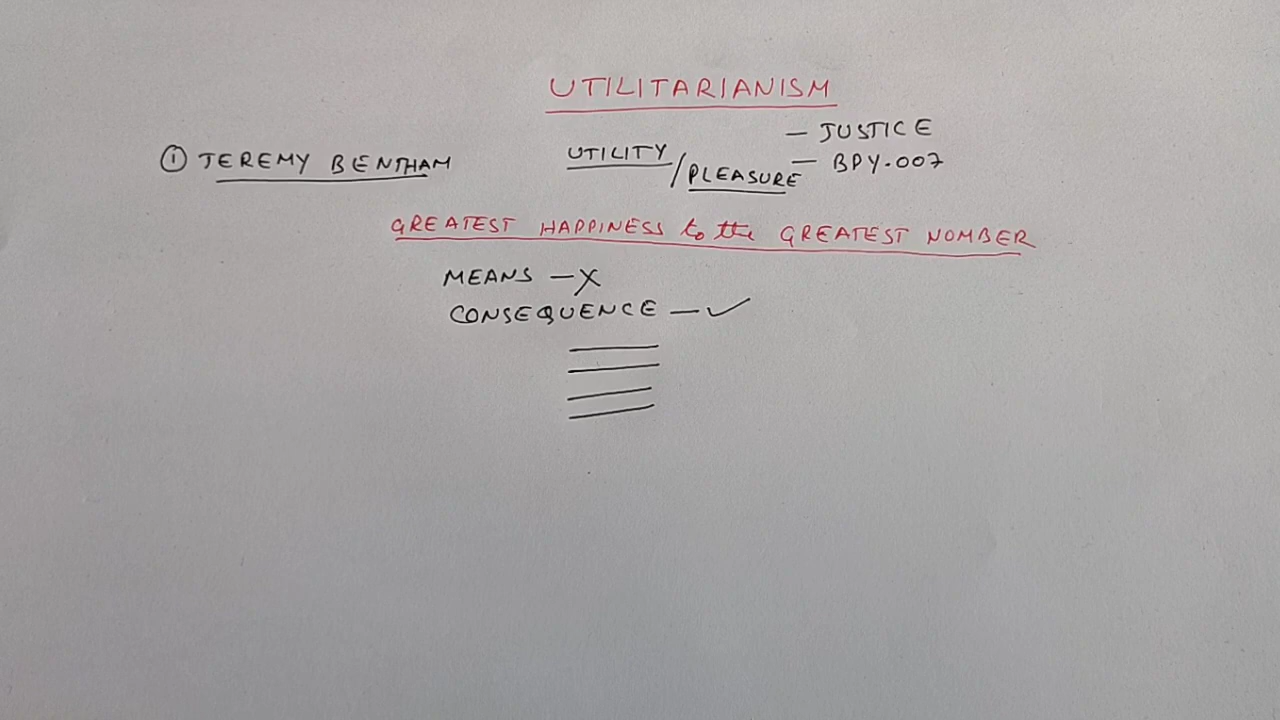 UTILITARIANISM
— JUSTICE
① JEREMY BENTHAM UTILITY / PLEASURE — BPY-007
GREATEST HAPPINESS to the GREATEST NUMBER
MEANS — X
CONSEQUENCE — ✓